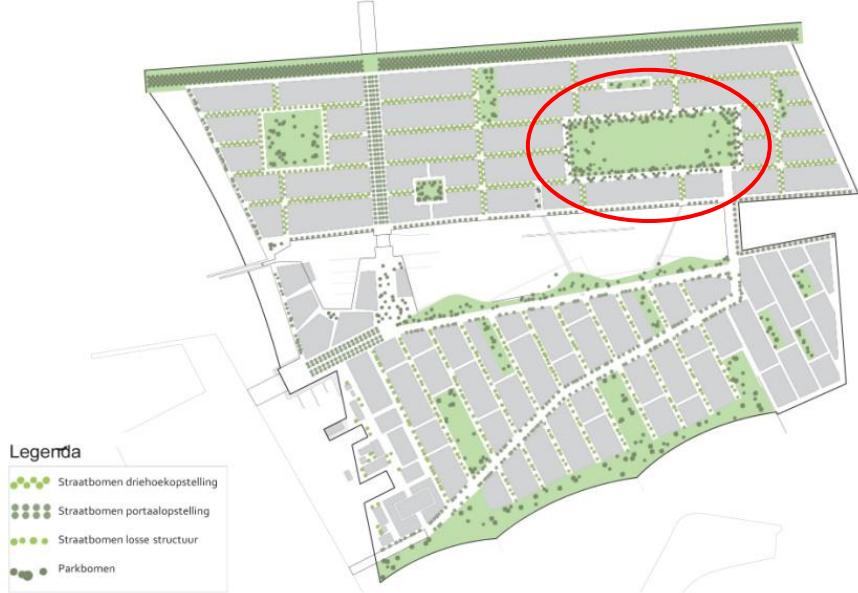 Legenda
Straatbomen driehoekopstelling
Straatbomen portaalopstelling
Straatbomen losse structuur
Parkbomen